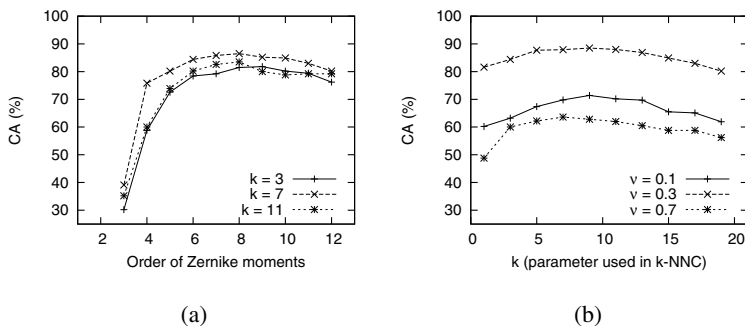 100
90
80
70
60
50
40
30
CA (%)
k = 3
k = 7
k = 11
2 4 6 8 10 12
Order of Zernike moments
(a)
100
90
80
70
60
50
40
30
CA (%)
ν = 0.1
ν = 0.3
ν = 0.7
0 5 10 15 20
k (parameter used in k-NNC)
(b)